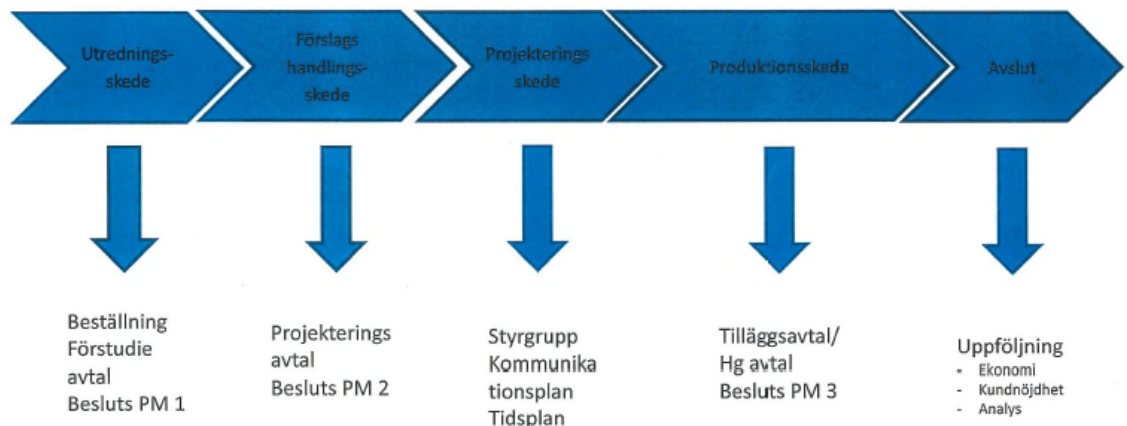 Utrednings-
skede
Förslags
handlings-
skede
Projekterings
skede
Produktionsskede
Avslut
Beställning
Förstudie
avtal
Besluts PM 1
Projekterings
avtal
Besluts PM 2
Styrgrupp
Kommunika
tionsplan
Tidsplan
Tilläggsavtal/
Hg avtal
Besluts PM 3
Uppföljning
- Ekonomi
- Kundnöjdhet
- Analys